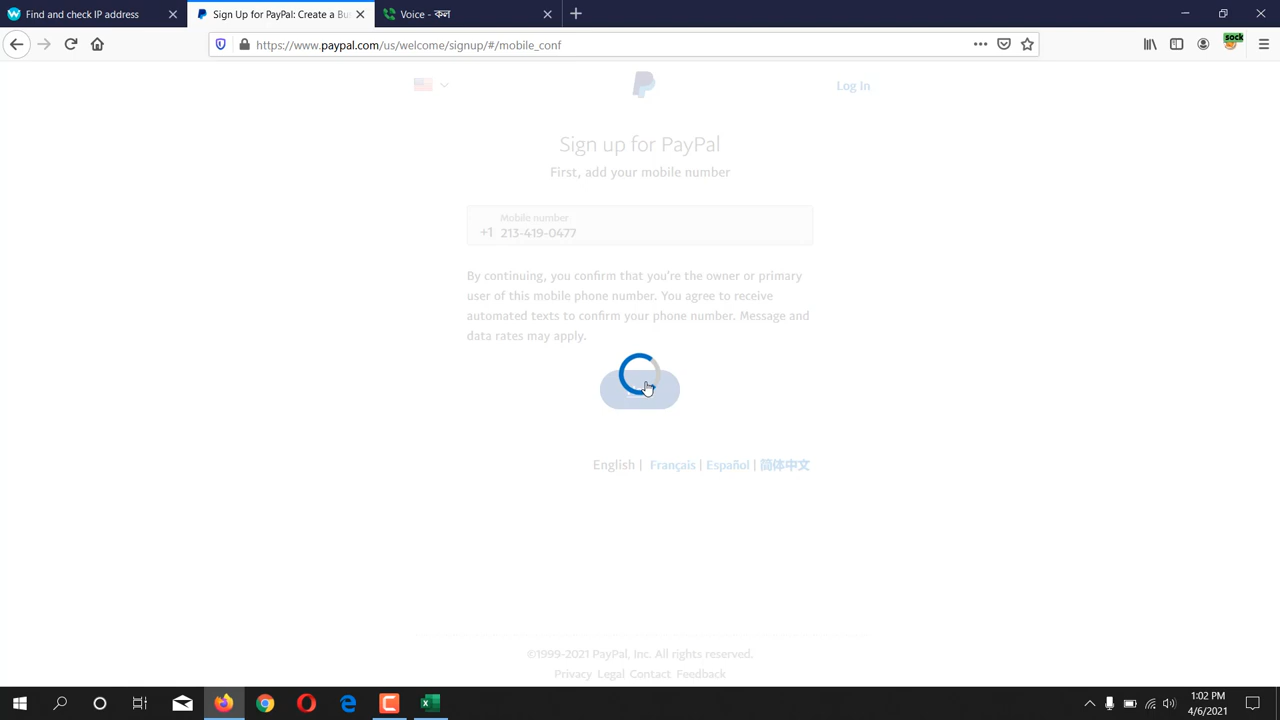 Find and check IP address
Sign Up for PayPal: Create a Bus
Voice - কল
https://www.paypal.com/us/welcome/signup/#/mobile_conf
sock
Log In
Sign up for PayPal
First, add your mobile number
Mobile number
+1 213-419-0477
By continuing, you confirm that you're the owner or primary
user of this mobile phone number. You agree to receive
automated texts to confirm your phone number. Message and
data rates may apply.
English | Français | Español | 简体中文
©1999-2021 PayPal, Inc. All rights reserved.
Privacy Legal Contact Feedback
1:02 PM
4/6/2021